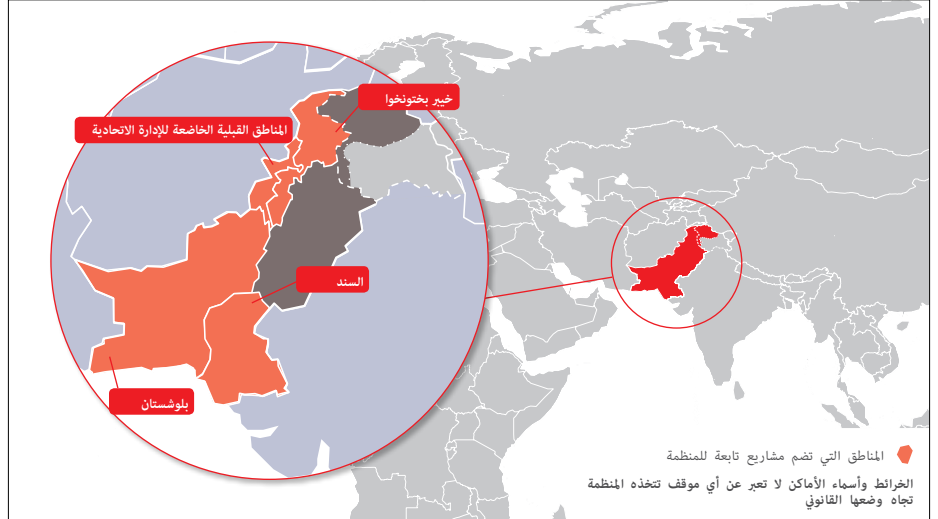 خيبر بختونخوا
المناطق القبلية الخاضعة للإدارة الاتحادية
السند
بلوشستان
المناطق التي تضم مشاريع تابعة للمنظمة
الخرائط وأسماء الأماكن لا تعبر عن أي موقف تتخذه المنظمة
تجاه وضعها القانوني